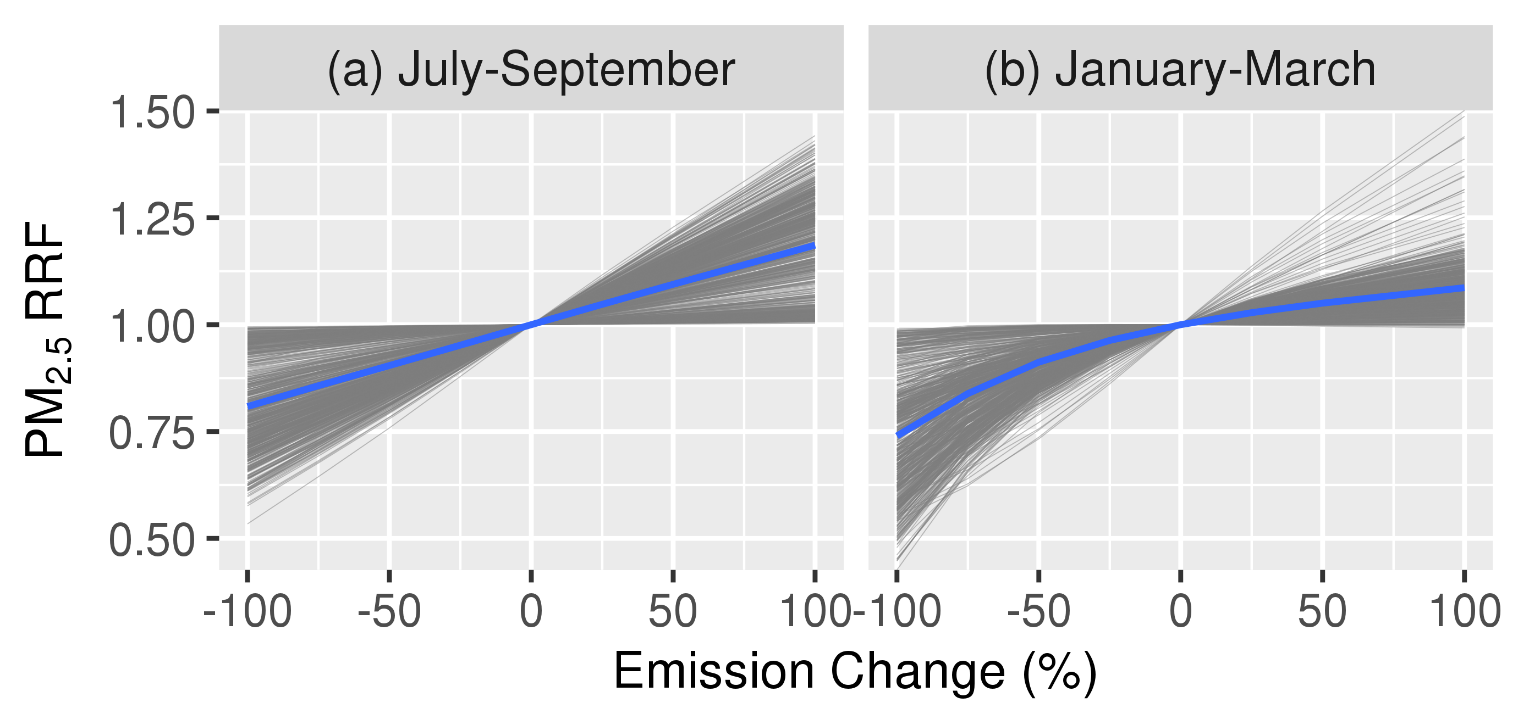 (a) July-September
(b) January-March
PM2.5 RRF
1.50
1.25
1.00
0.75
0.50
-100 -50 0 50 100
-100 -50 0 50 100
Emission Change (%)